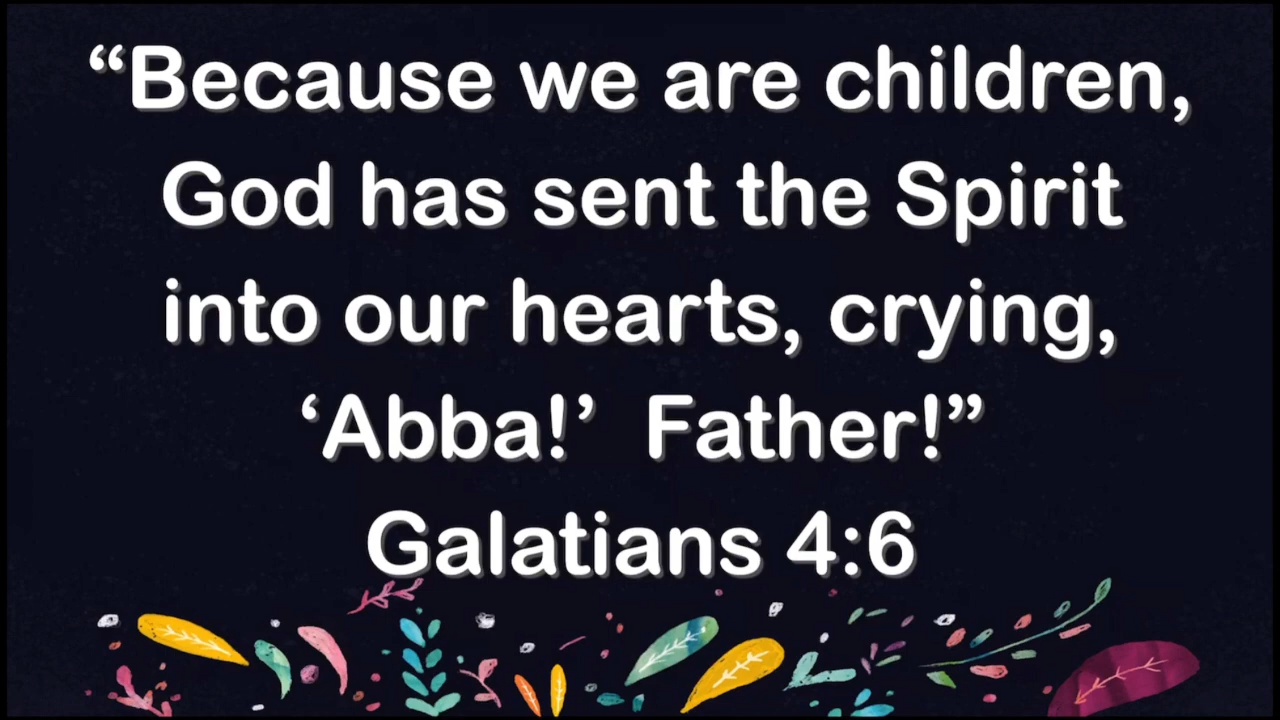 “Because we are children,
God has sent the Spirit
into our hearts, crying,
‘Abba!’  Father!”
Galatians 4:6